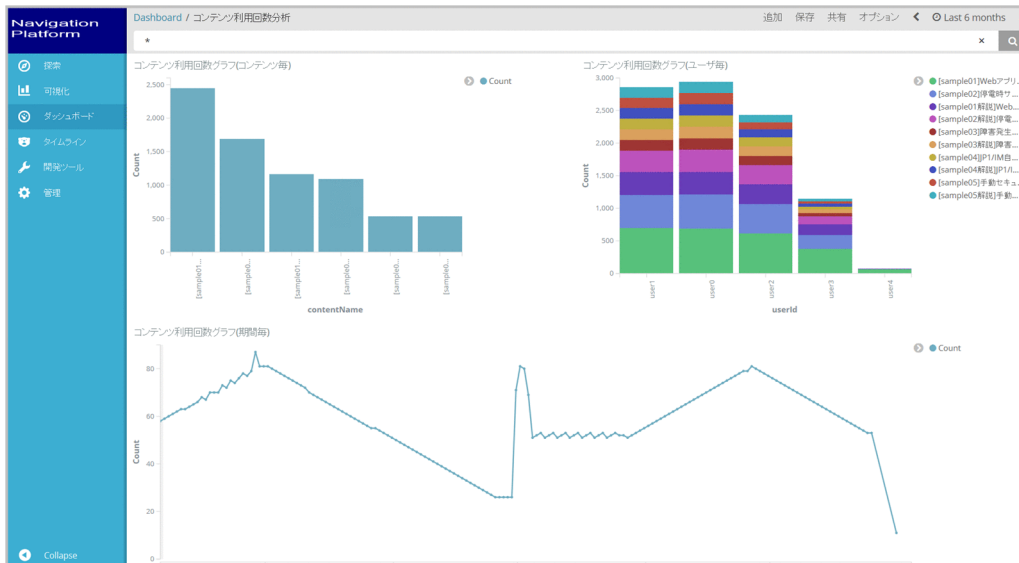 Navigation
Platform
探索
可視化
ダッシュボード
タイムライン
開発ツール
管理
Collapse
Dashboard / コンテンツ利用回数分析
追加 保存 共有 オプション Last 6 months
*
×
コンテンツ利用回数グラフ(コンテンツ毎)
Count
2,500
2,000
1,500
1,000
500
0
Count
[sample01...
[sample0...
[sample01...
[sample0...
[sample0...
[sample0...
contentName
コンテンツ利用回数グラフ(ユーザ毎)
3,000
2,500
2,000
1,500
1,000
500
0
Count
user1
user0
user2
user3
user4
userId
[sample01]Webアプリ...
[sample02]停電時サ...
[sample01解説]Web...
[sample02解説]停電...
[sample03]障害発生...
[sample03解説]障害...
[sample04]JP1/IM自...
[sample04解説]JP1/I...
[sample05]手動セキュ...
[sample05解説]手動...
コンテンツ利用回数グラフ(期間毎)
Count
80
60
40
20
0
Count